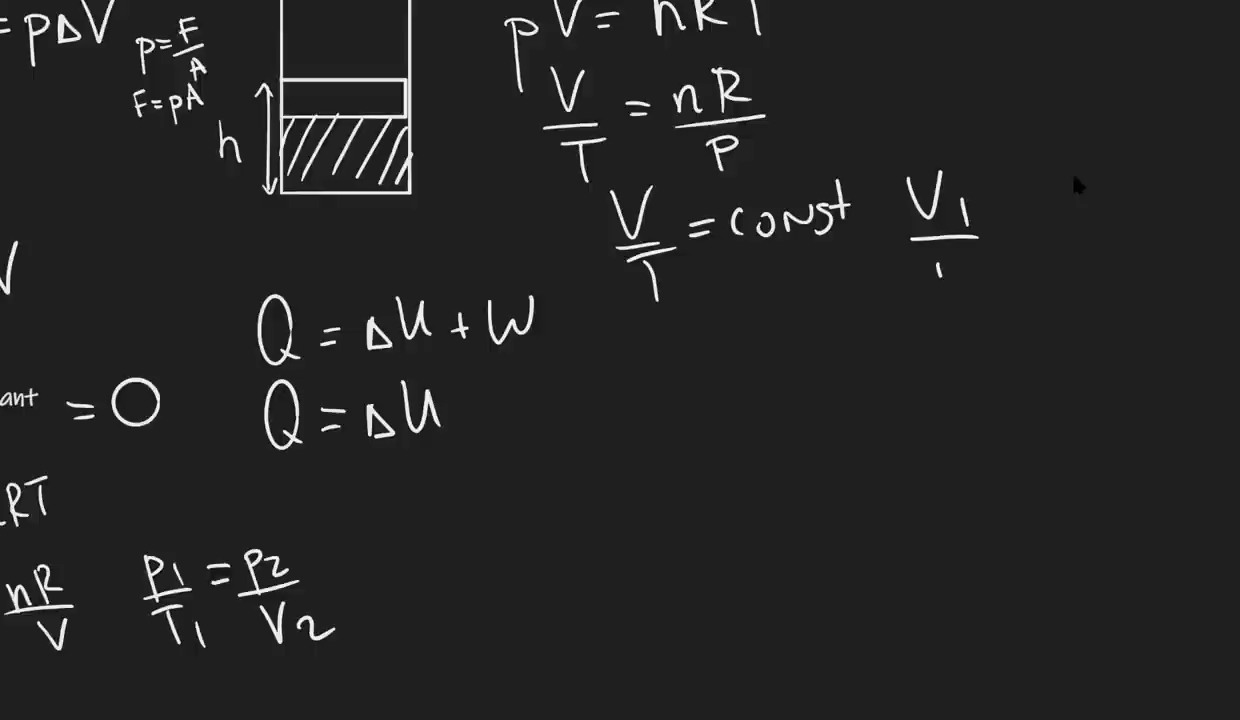 = pΔV
p = F/A
F = pA
h
pV = nRT
V/T = nR/P
V/T = const V1/
V
Q = ΔU + W
ant = 0
Q = ΔU
RT
nR/V p1/T1 = p2/V2